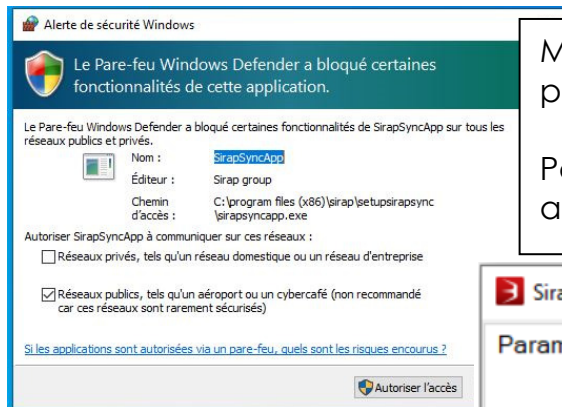 Alerte de sécurité Windows
Le Pare-feu Windows Defender a bloqué certaines
fonctionnalités de cette application.
Le Pare-feu Windows Defender a bloqué certaines fonctionnalités de SirapSyncApp sur tous les
réseaux publics et privés.
Nom : SirapSyncApp
Éditeur : Sirap group
Chemin d'accès : C:\program files (x86)\sirap\setupsirapsync
\sirapsyncapp.exe
Autoriser SirapSyncApp à communiquer sur ces réseaux :
Réseaux privés, tels qu'un réseau domestique ou un réseau d'entreprise
Réseaux publics, tels qu'un aéroport ou un cybercafé (non recommandé
car ces réseaux sont rarement sécurisés)
Si les applications sont autorisées via un pare-feu, quels sont les risques encourus ?
Autoriser l'accès